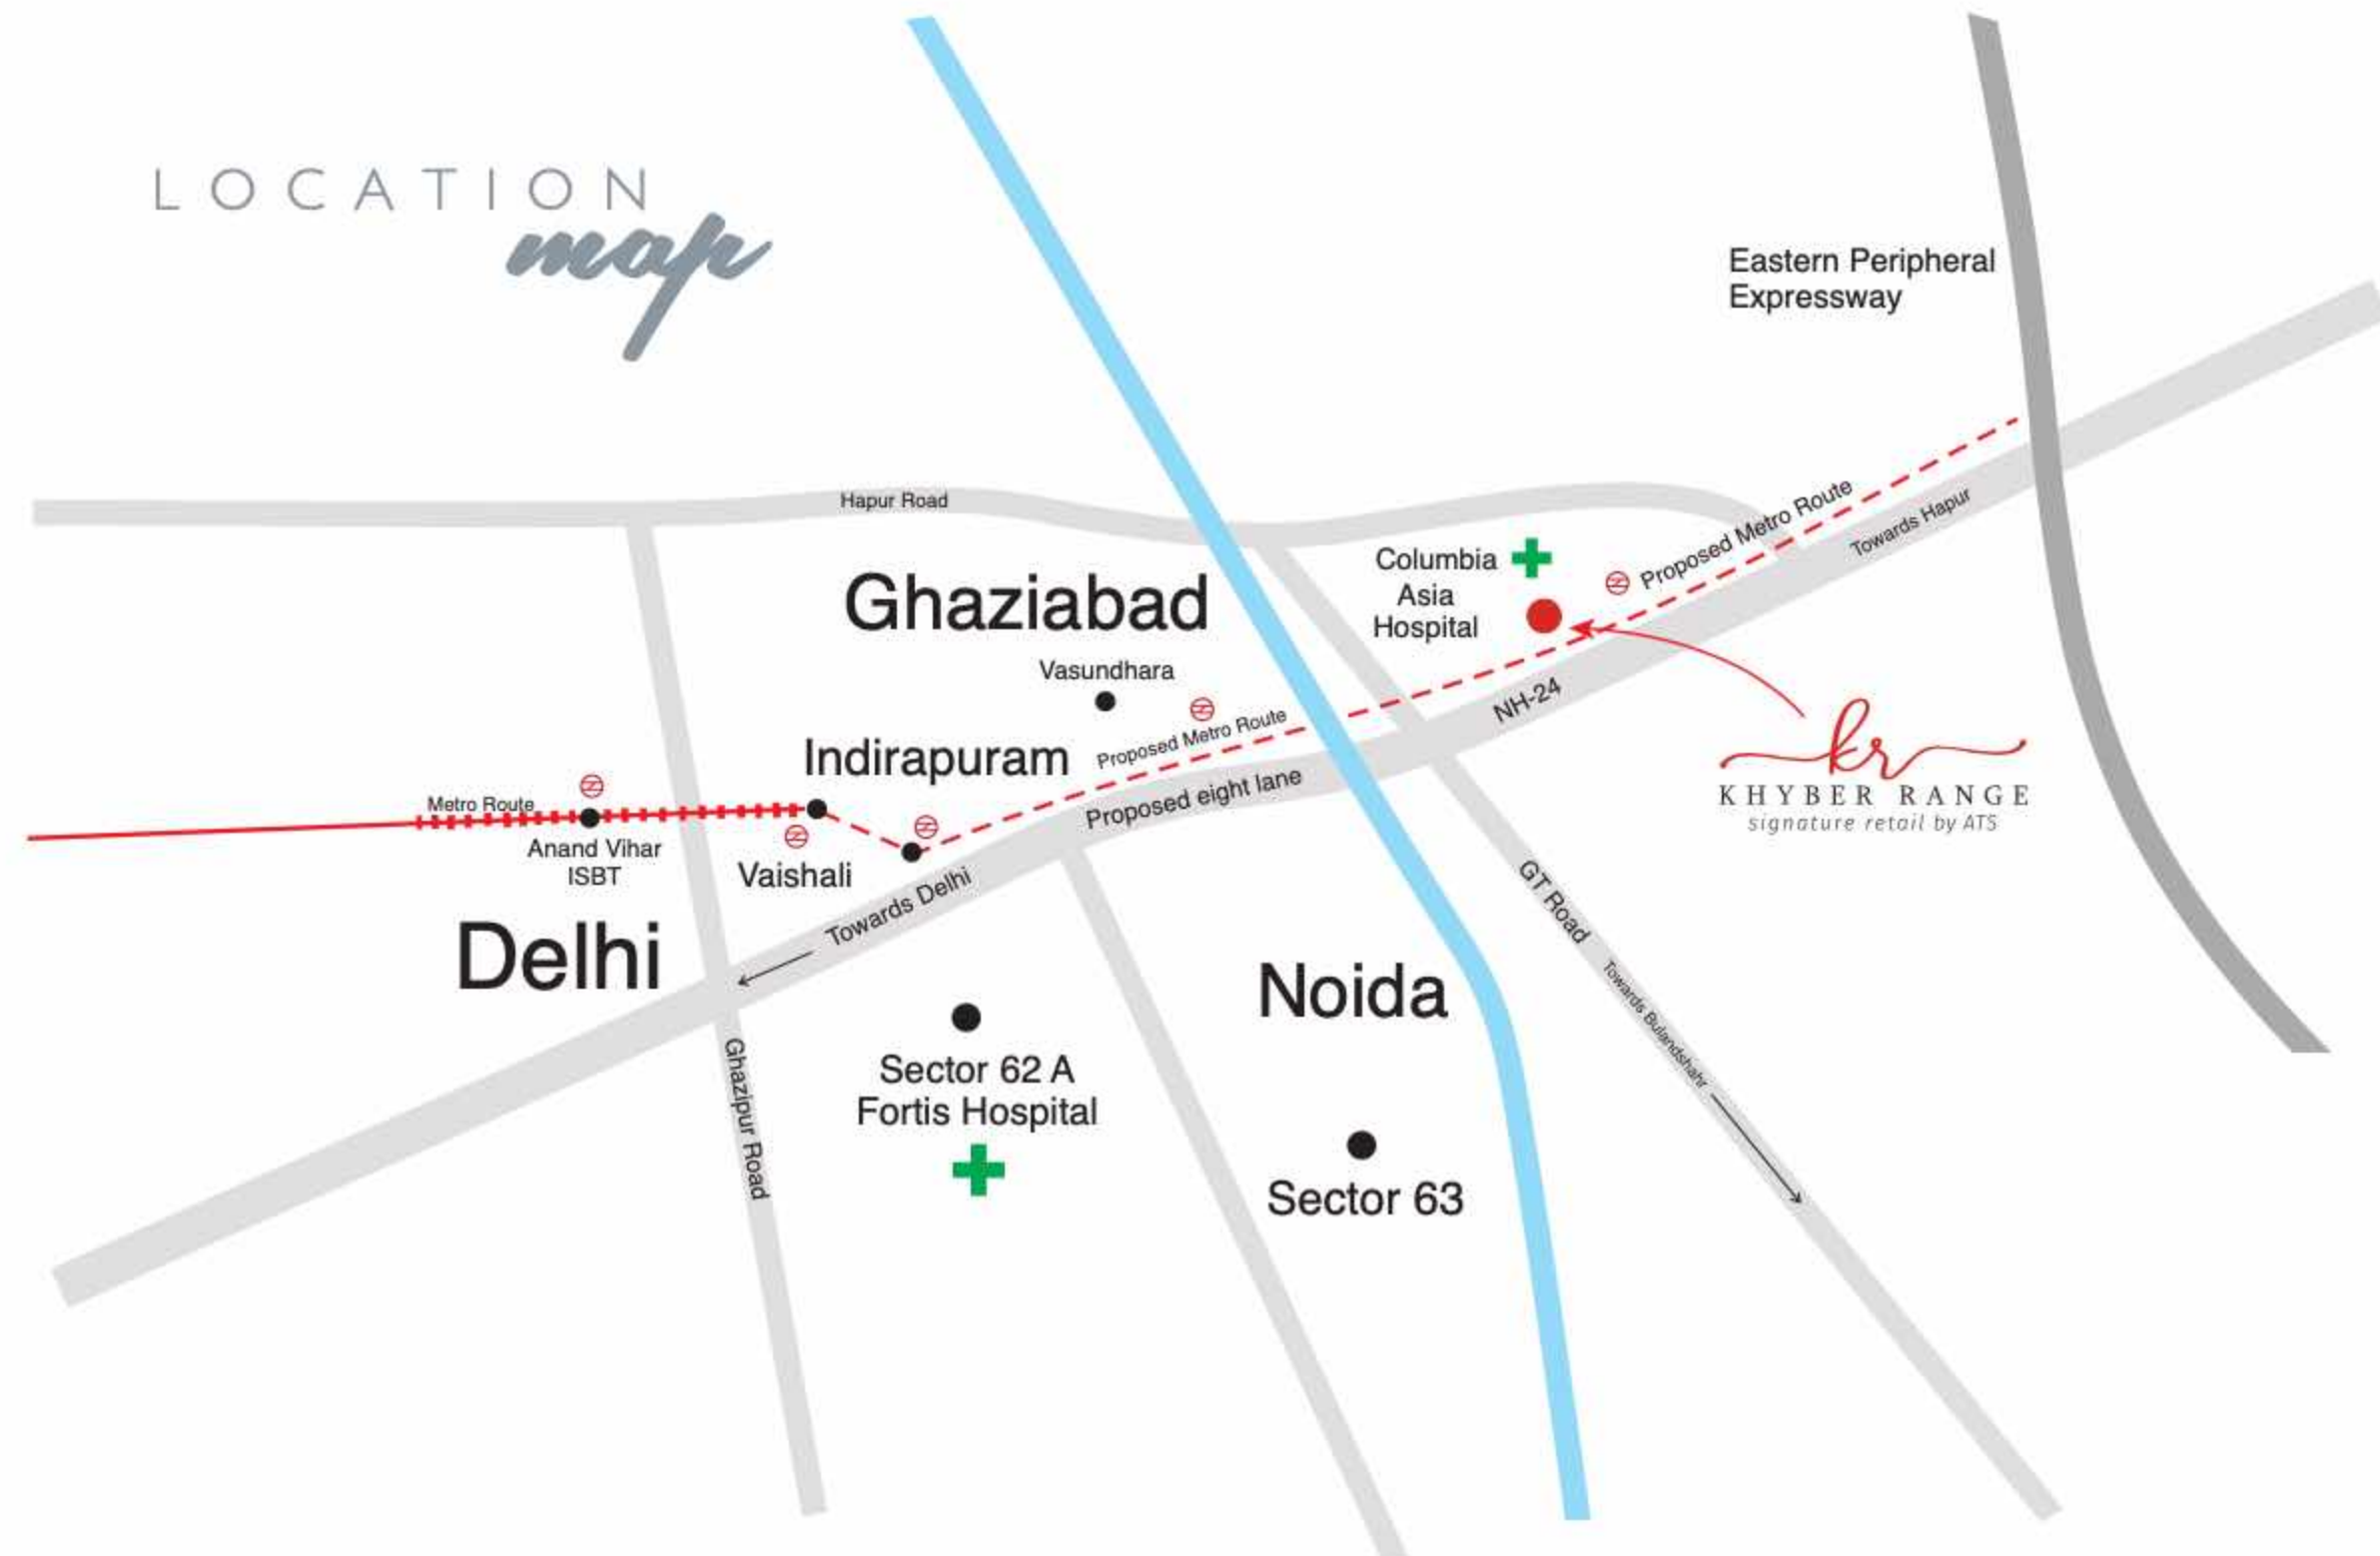 LOCATION
map
Eastern Peripheral
Expressway
Hapur Road
Proposed Metro Route
Towards Hapur
Columbia
Asia
Hospital
Ghaziabad
Vasundhara
NH-24
Proposed Metro Route
Indirapuram
Proposed eight lane
kr
KHYBER RANGE
signature retail by ATS
Metro Route
Anand Vihar
ISBT
Vaishali
Towards Delhi
GT Road
Delhi
Noida
Towards Bulandshahr
Sector 62 A
Fortis Hospital
Ghazipur Road
Sector 63